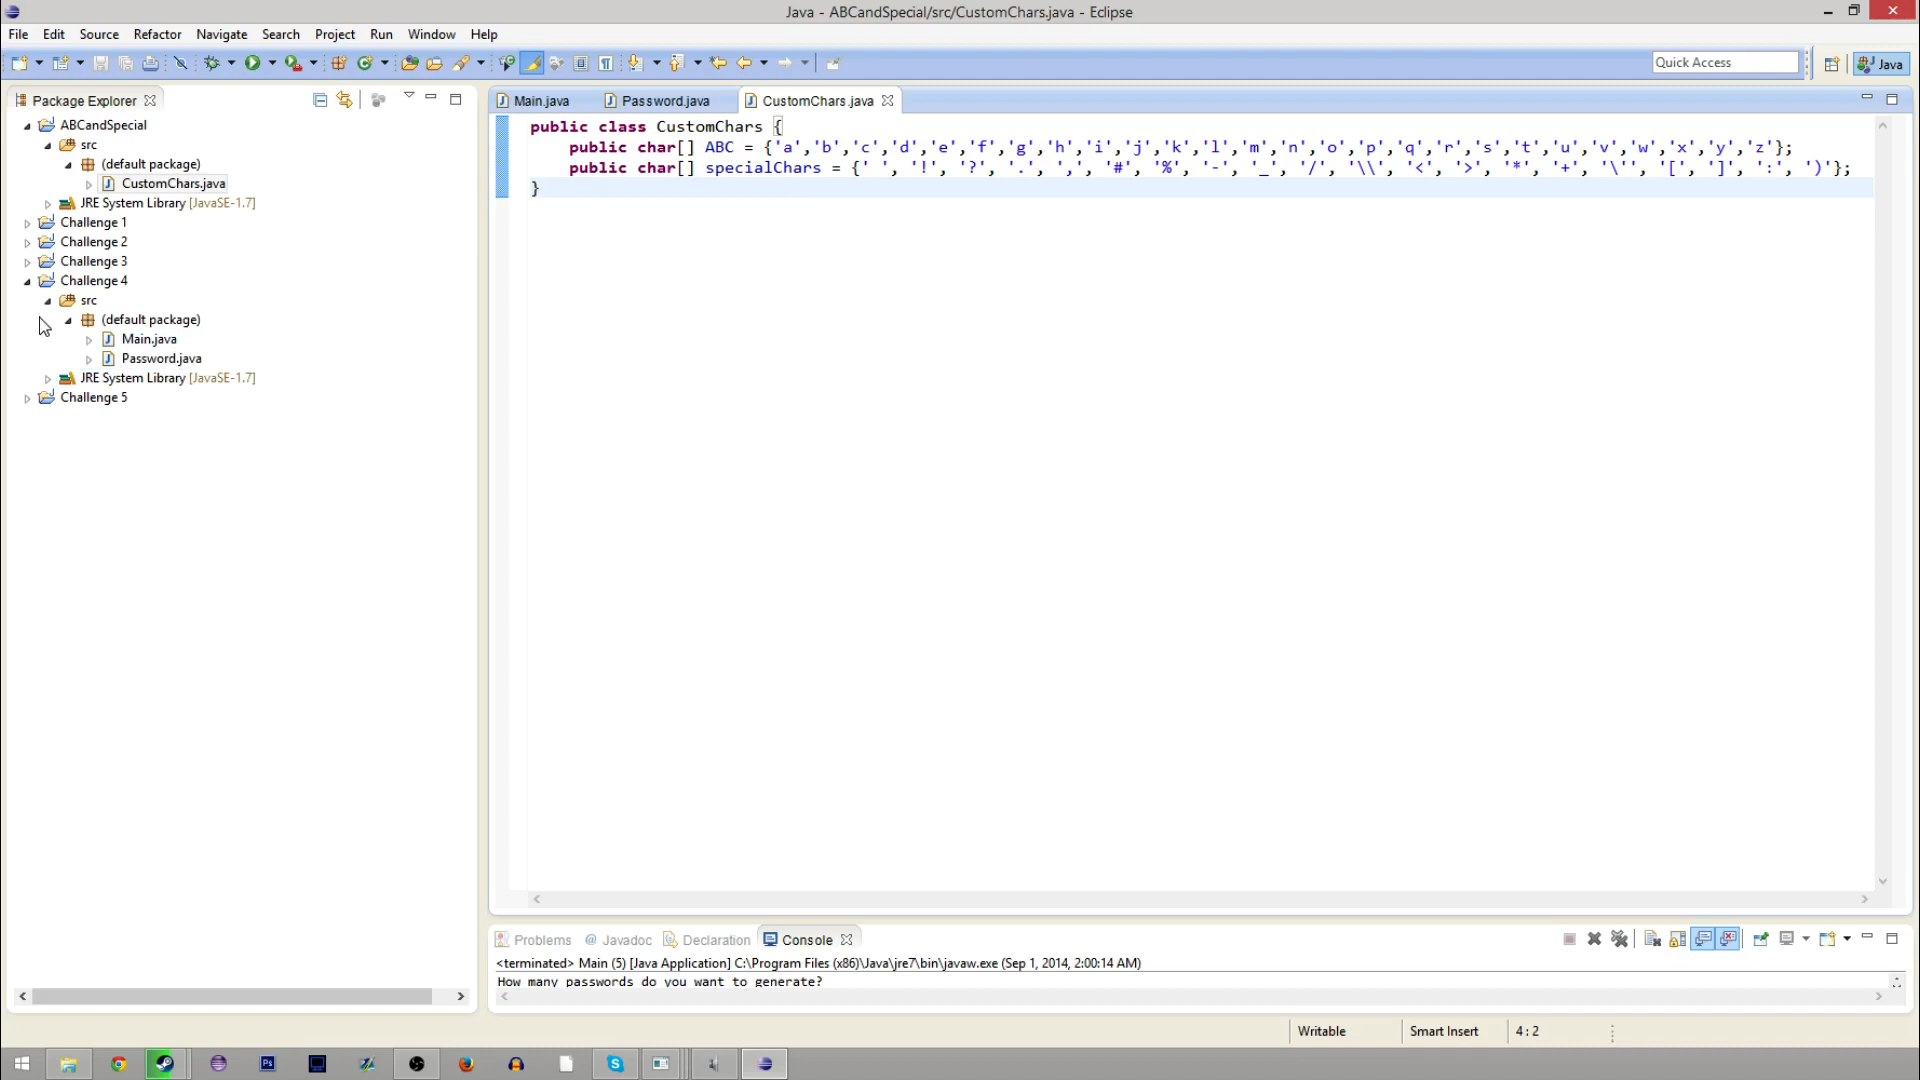 Java - ABCandSpecial/src/CustomChars.java - Eclipse
File Edit Source Refactor Navigate Search Project Run Window Help
Quick Access
Java
Package Explorer
ABCandSpecial
src
(default package)
CustomChars.java
JRE System Library [JavaSE-1.7]
Challenge 1
Challenge 2
Challenge 3
Challenge 4
src
(default package)
Main.java
Password.java
JRE System Library [JavaSE-1.7]
Challenge 5
Main.java Password.java CustomChars.java
public class CustomChars {
public char[] ABC = {'a','b','c','d','e','f','g','h','i','j','k','l','m','n','o','p','q','r','s','t','u','v','w','x','y','z'};
public char[] specialChars = {' ', '!', '?', '.', ',', '#', '%', '-', '_', '/', '\\', '<', '>', '*', '+', '\'', '[', ']', ':', ')'};
}
Problems @ Javadoc Declaration Console
<terminated> Main (5) [Java Application] C:\Program Files (x86)\Java\jre7\bin\javaw.exe (Sep 1, 2014, 2:00:14 AM)
How many passwords do you want to generate?
Writable Smart Insert 4 : 2